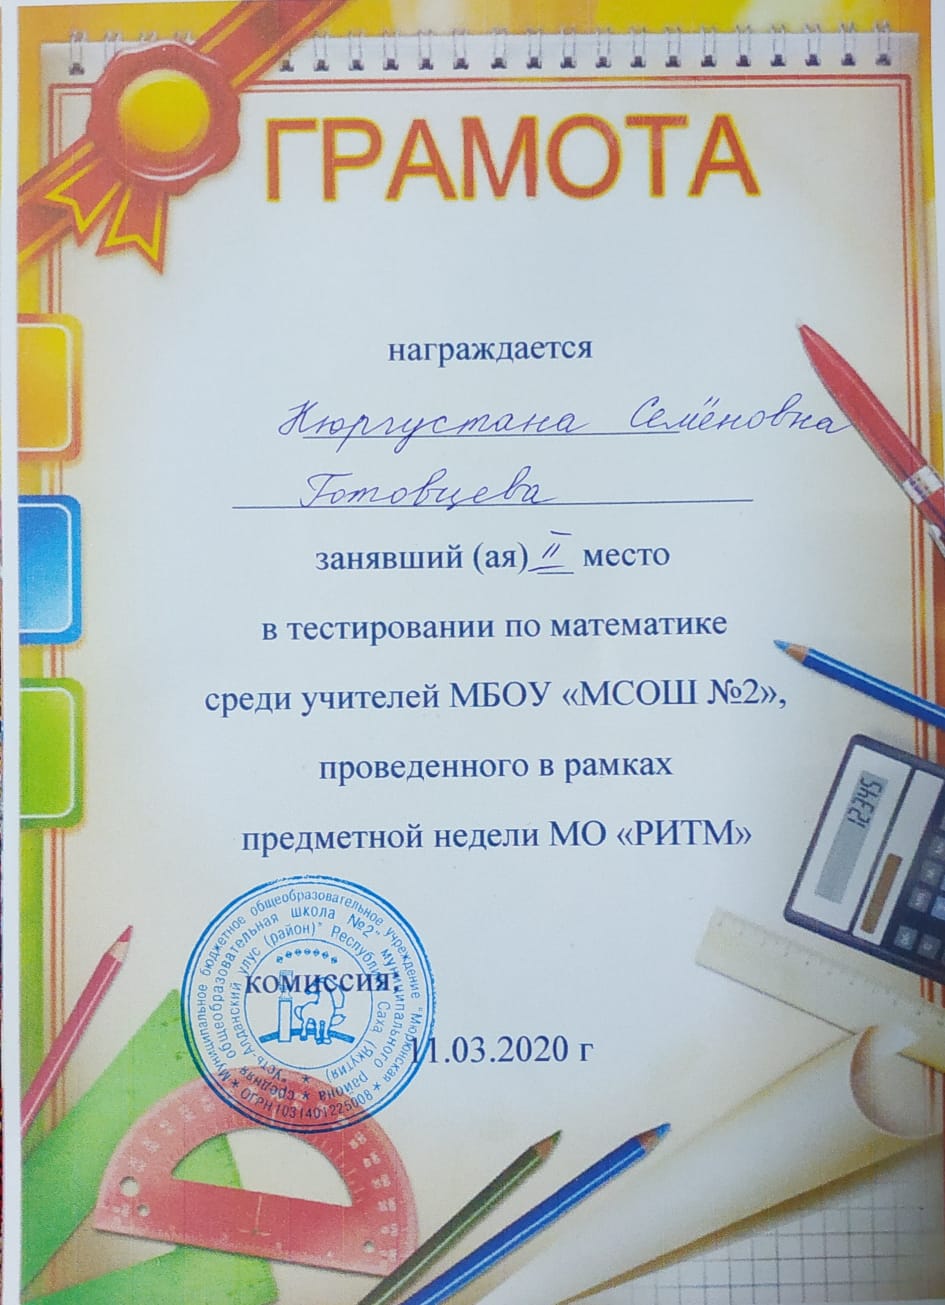 ГРАМОТА
награждается
Нюргустана Семёновна
Готовцева
занявший (ая) II место
в тестировании по математике
среди учителей МБОУ «МСОШ №2»,
проведенного в рамках
предметной недели МО «РИТМ»
комиссия.
11.03.2020 г
Муниципальное бюджетное общеобразовательное учреждение "Мюрюнская
средняя общеобразовательная школа №2" муниципального района
"Усть-Алданский улус (район)" Республики Саха (Якутия)
ОГРН 1031401225008
12345